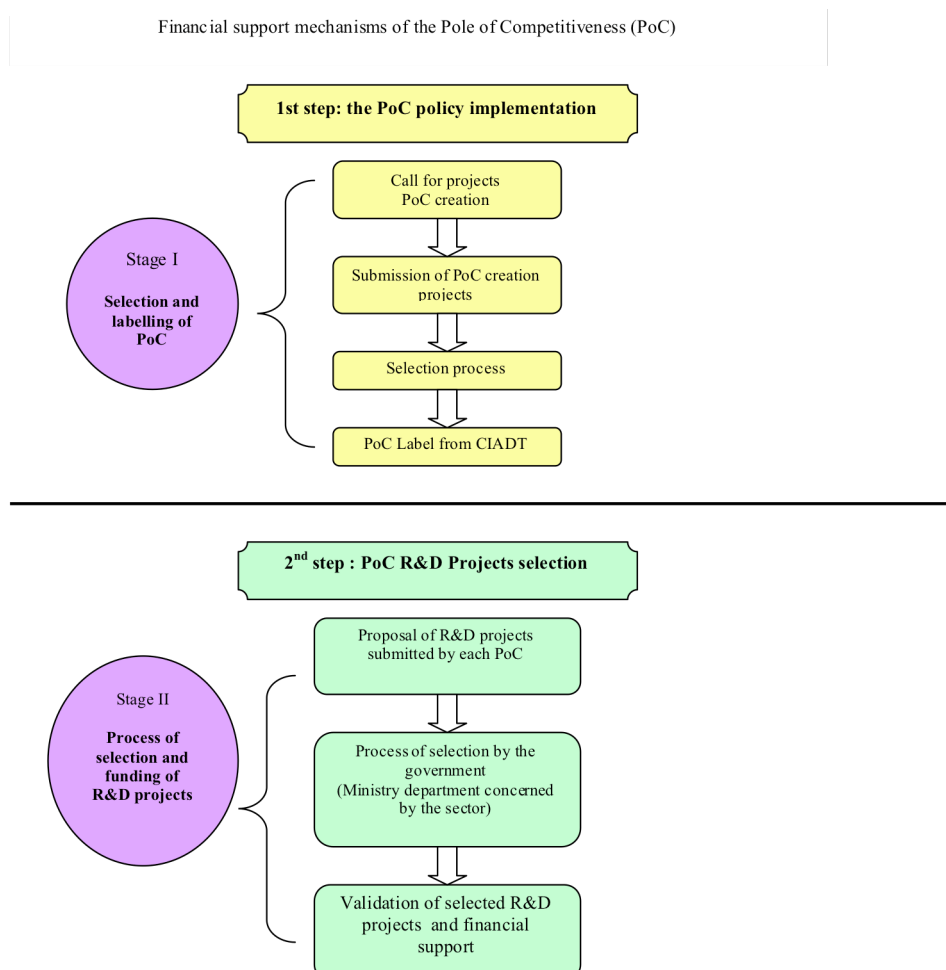 Financial support mechanisms of the Pole of Competitiveness (PoC)
1st step: the PoC policy implementation
Call for projects
PoC creation
Stage I
Selection and
labelling of
PoC
Submission of PoC creation
projects
Selection process
PoC Label from CIADT
2nd step : PoC R&D Projects selection
Proposal of R&D projects
submitted by each PoC
Stage II
Process of
selection and
funding of
R&D projects
Process of selection by the
government
(Ministry department concerned
by the sector)
Validation of selected R&D
projects and financial
support